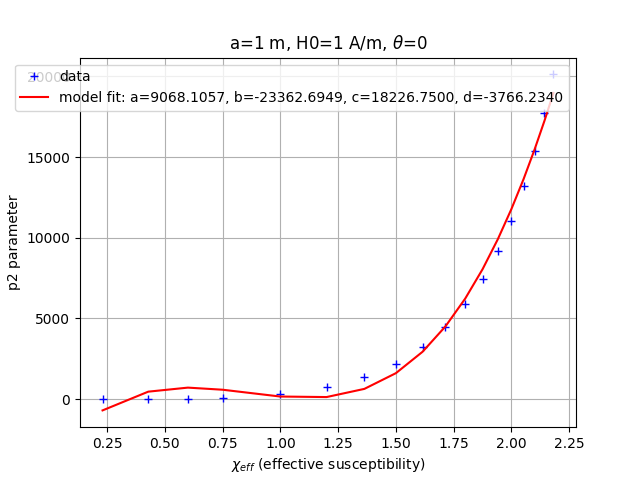 a=1 m, H0=1 A/m, θ=0
data
model fit: a=9068.1057, b=-23362.6949, c=18226.7500, d=-3766.2340
20000
15000
10000
5000
0
p2 parameter
0.25 0.50 0.75 1.00 1.25 1.50 1.75 2.00 2.25
χeff (effective susceptibility)